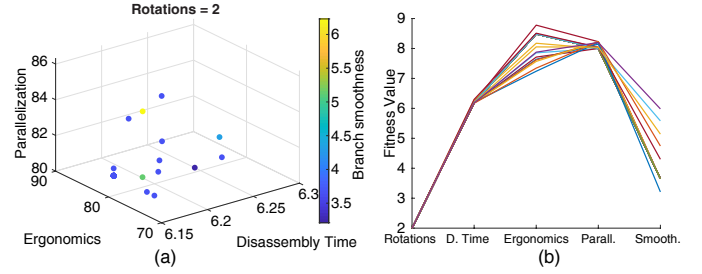 Rotations = 2
Parallelization
86
84
82
80
90
80
70
6.15
6.2
6.25
6.3
Ergonomics
Disassembly Time
(a)
6
5.5
5
4.5
4
3.5
Branch smoothness
Fitness Value
9
8
7
6
5
4
3
2
Rotations D. Time Ergonomics Parall. Smooth.
(b)